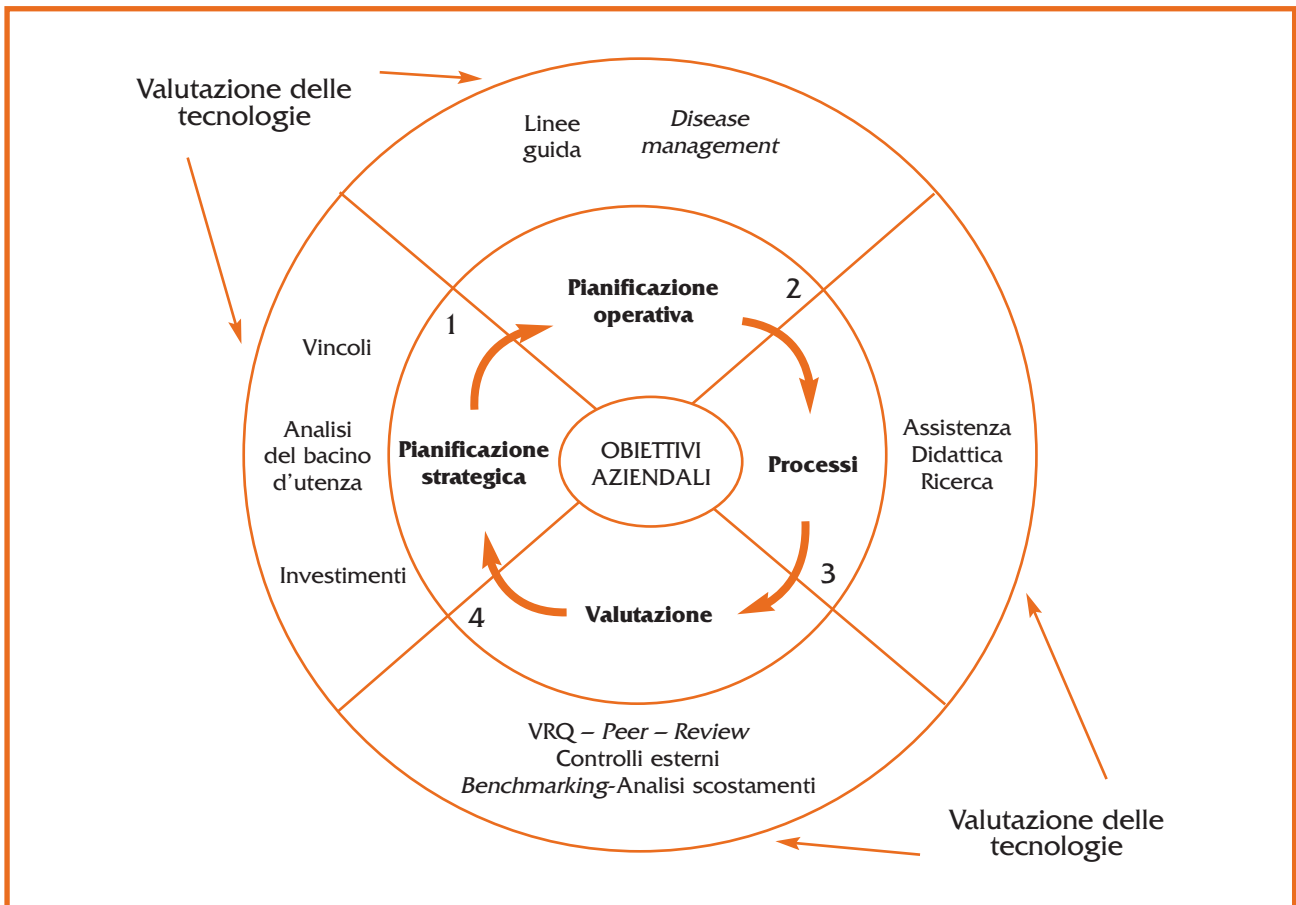 Valutazione delle
tecnologie
Linee
guida
Disease
management
Vincoli
Analisi
del bacino
d'utenza
Investimenti
1
Pianificazione
operativa
2
Pianificazione
strategica
OBIETTIVI
AZIENDALI
Processi
Assistenza
Didattica
Ricerca
4
Valutazione
3
VRQ – Peer – Review
Controlli esterni
Benchmarking-Analisi scostamenti
Valutazione delle
tecnologie